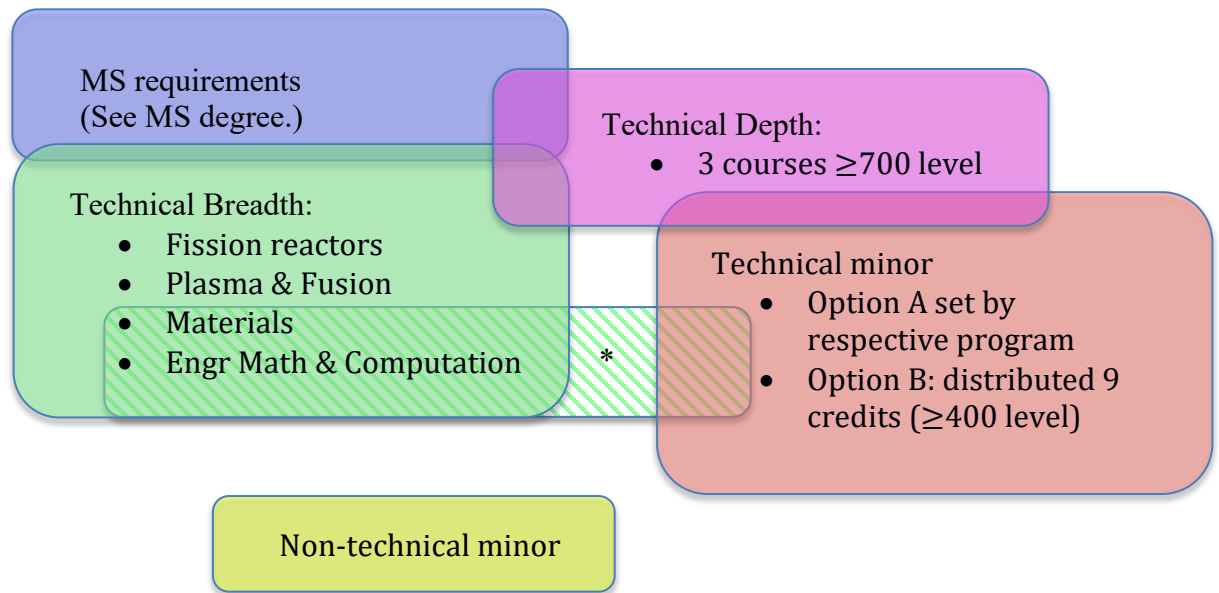 MS requirements
(See MS degree.)
Technical Depth:
• 3 courses ≥700 level
Technical Breadth:
• Fission reactors
• Plasma & Fusion
• Materials
• Engr Math & Computation
*
Technical minor
• Option A set by
respective program
• Option B: distributed 9
credits (≥400 level)
Non-technical minor